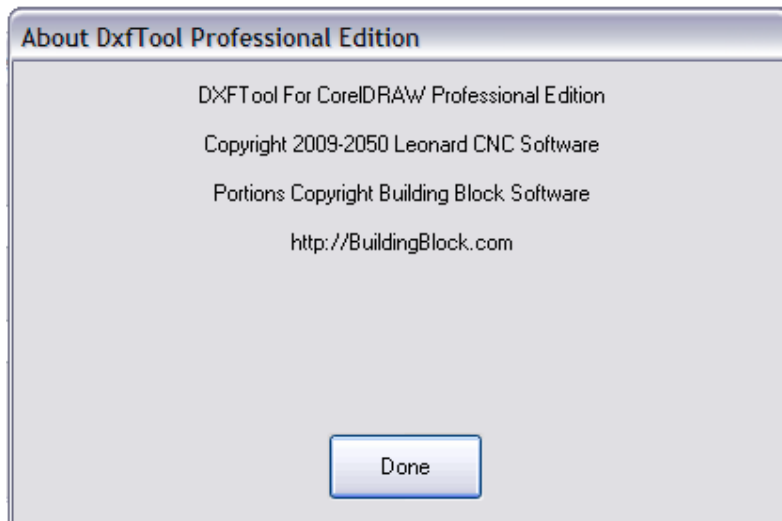 About DxfTool Professional Edition
DXFTool For CorelDRAW Professional Edition
Copyright 2009-2050 Leonard CNC Software
Portions Copyright Building Block Software
http://BuildingBlock.com
Done